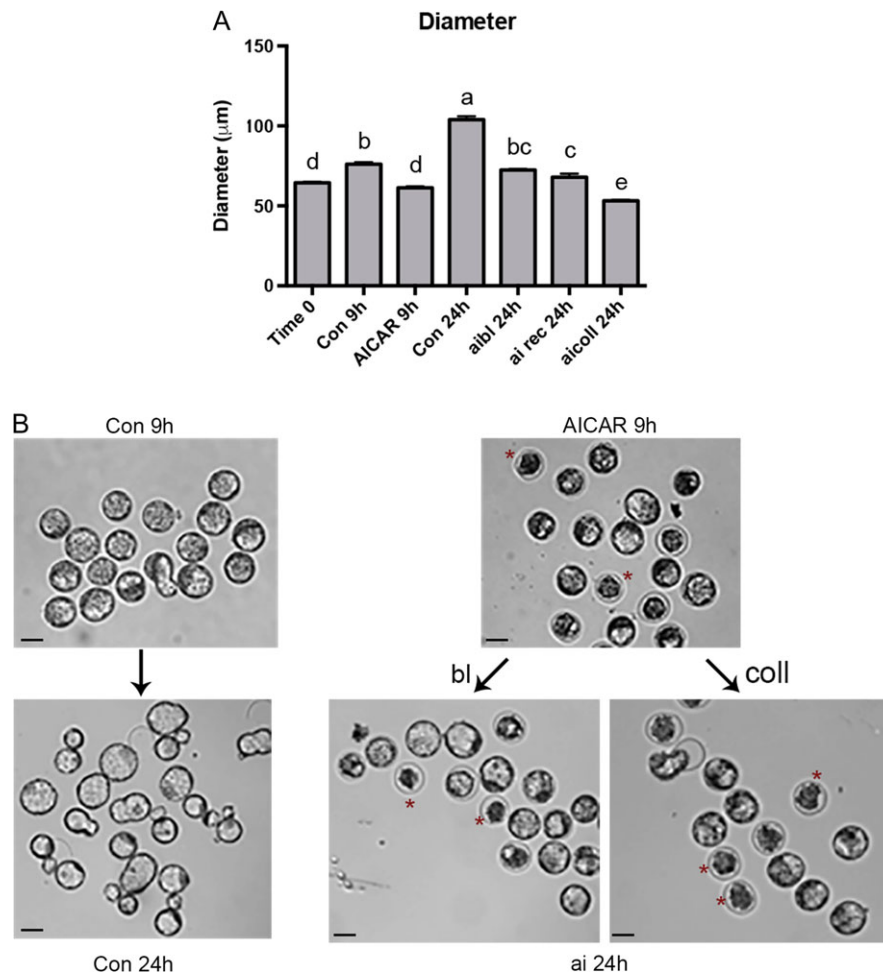 A
Diameter
150
100
50
0
Diameter (µm)
d
b
d
a
bc
c
e
Time 0
Con 9h
AICAR 9h
Con 24h
aibl 24h
ai rec 24h
aicoll 24h
B
Con 9h
AICAR 9h
*
*
bl
coll
*
*
*
*
*
Con 24h
ai 24h